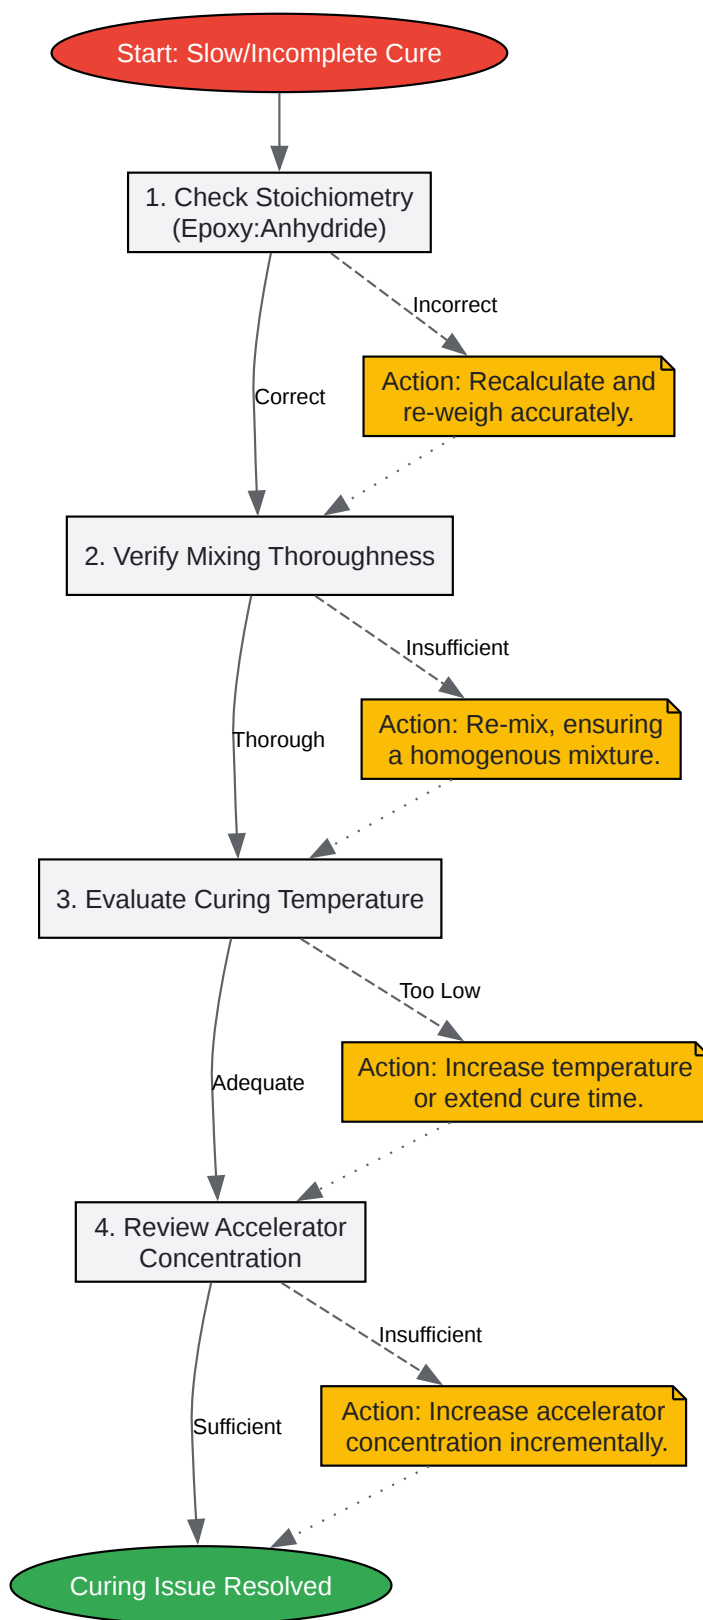 Start: Slow/Incomplete Cure
1. Check Stoichiometry
(Epoxy:Anhydride)
Incorrect
Action: Recalculate and
re-weigh accurately.
Correct
2. Verify Mixing Thoroughness
Insufficient
Action: Re-mix, ensuring
a homogenous mixture.
Thorough
3. Evaluate Curing Temperature
Too Low
Action: Increase temperature
or extend cure time.
Adequate
4. Review Accelerator
Concentration
Insufficient
Action: Increase accelerator
concentration incrementally.
Sufficient
Curing Issue Resolved